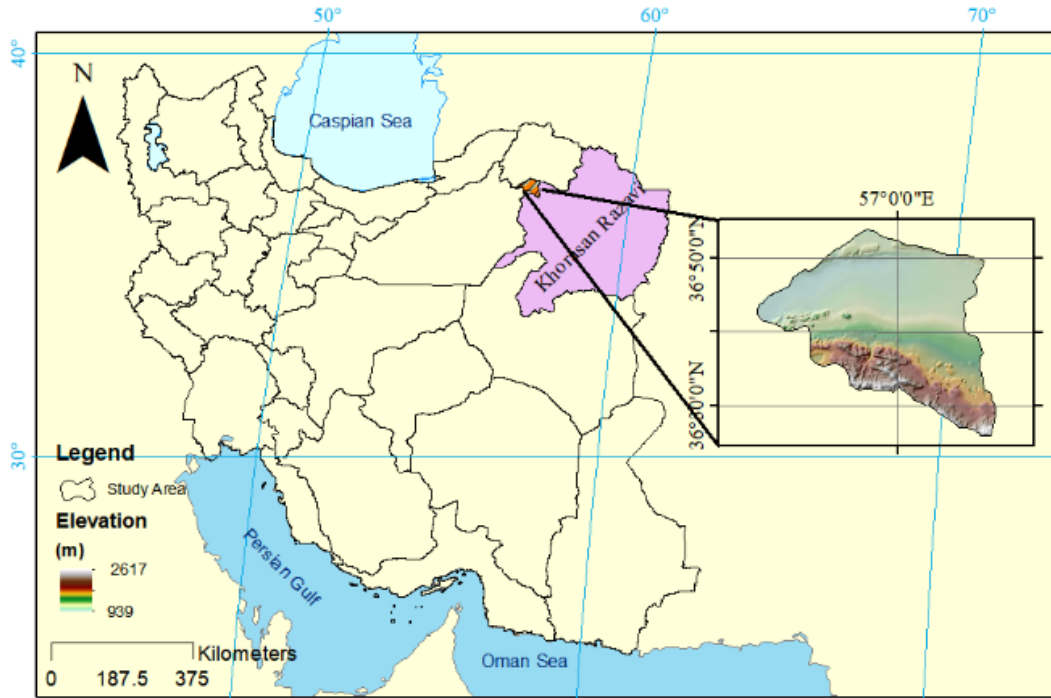 50°
60°
70°
40°
N
Caspian Sea
Khorasan Razavi
57°0'0"E
36°50'0"N
36°30'0"N
30°
Legend
Study Area
Elevation
(m)
2617
939
Persian Gulf
Oman Sea
Kilometers
0 187.5 375